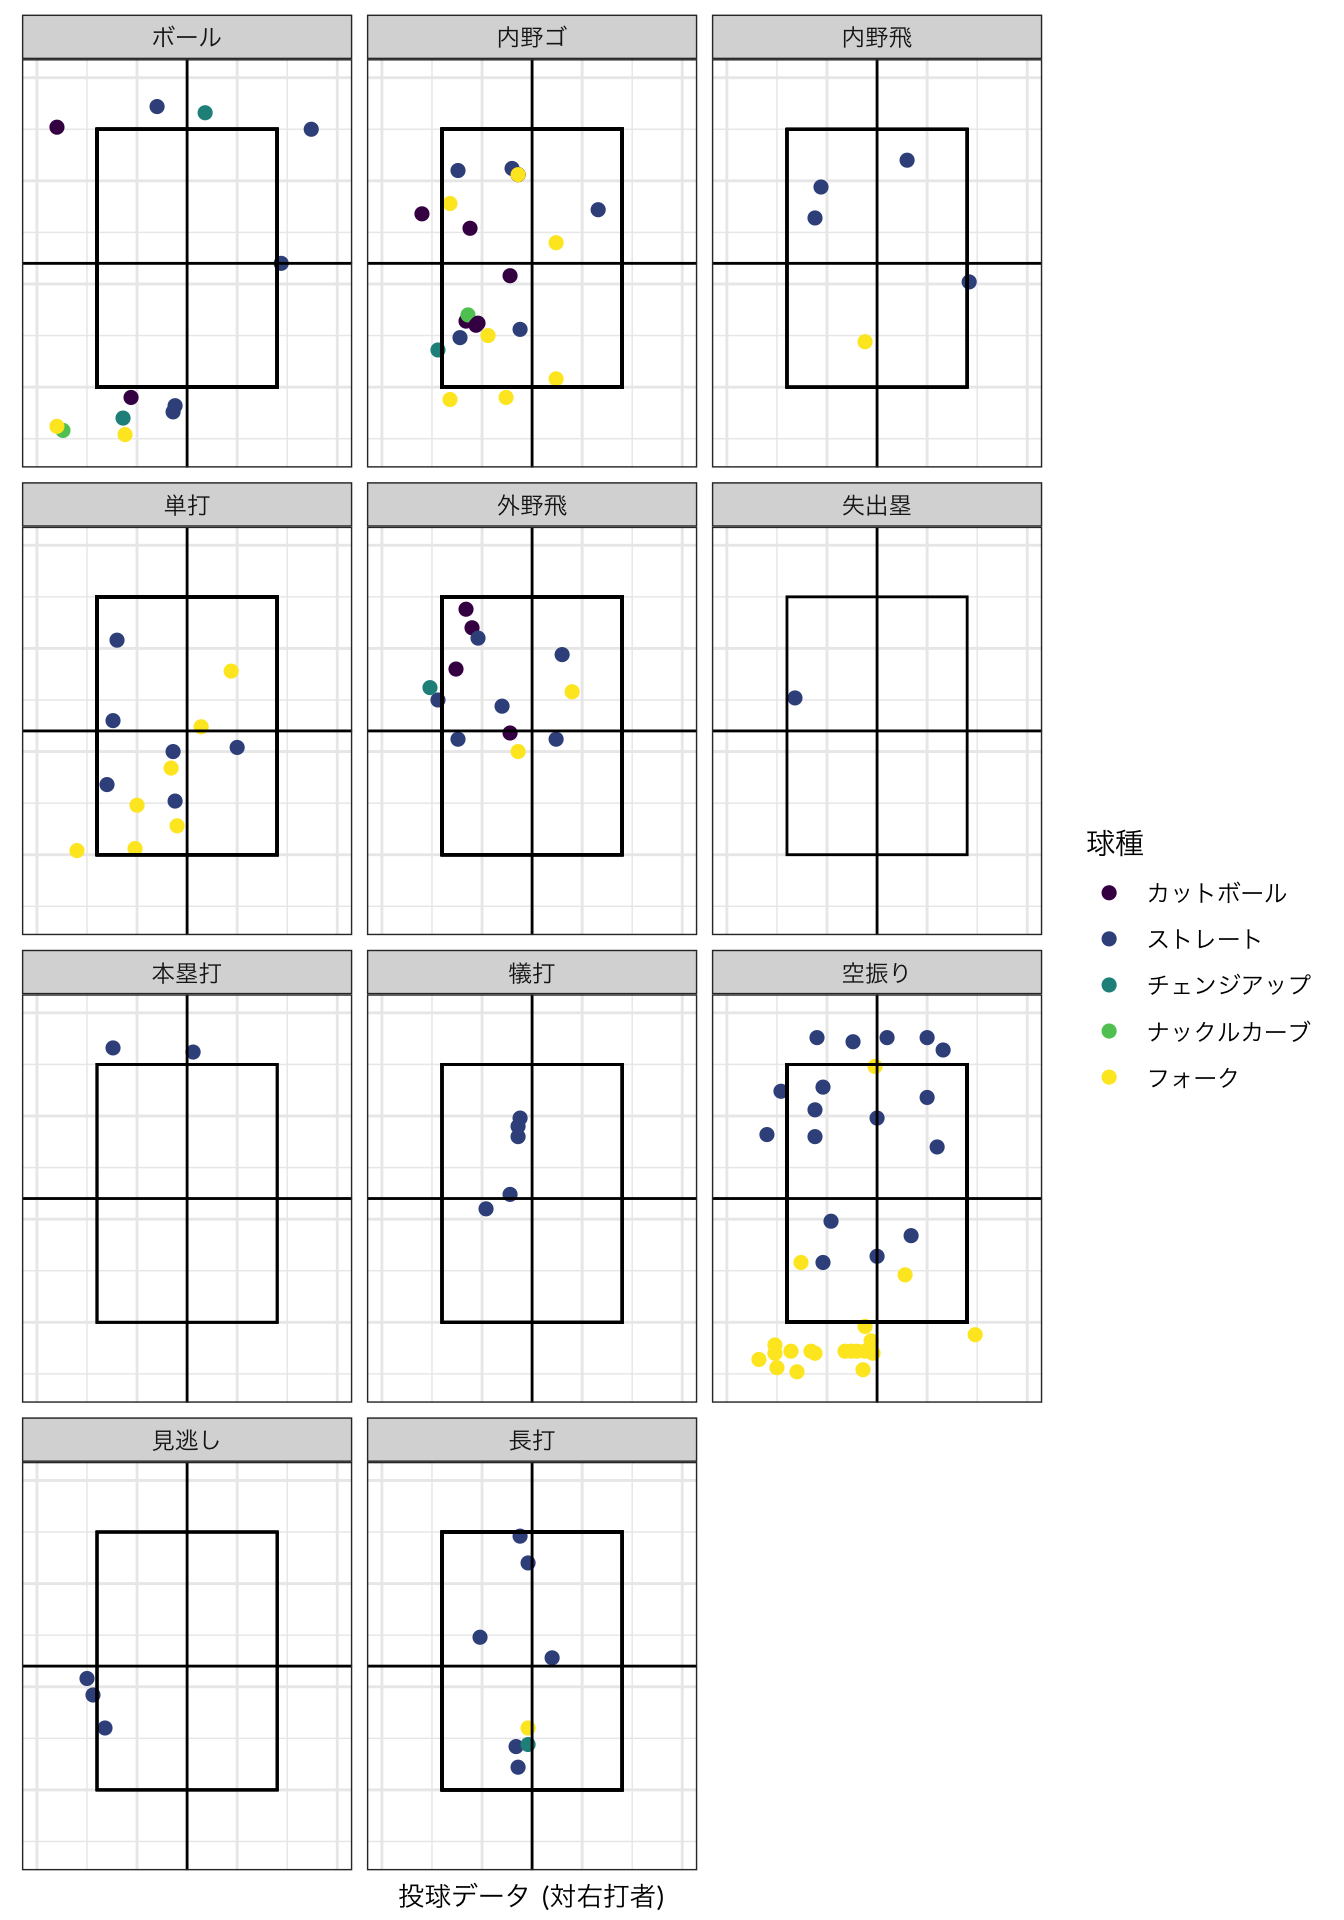 ボール
内野ゴ
内野飛
単打
外野飛
失出塁
本塁打
犠打
空振り
見逃し
長打
球種
カットボール
ストレート
チェンジアップ
ナックルカーブ
フォーク
投球データ (対右打者)